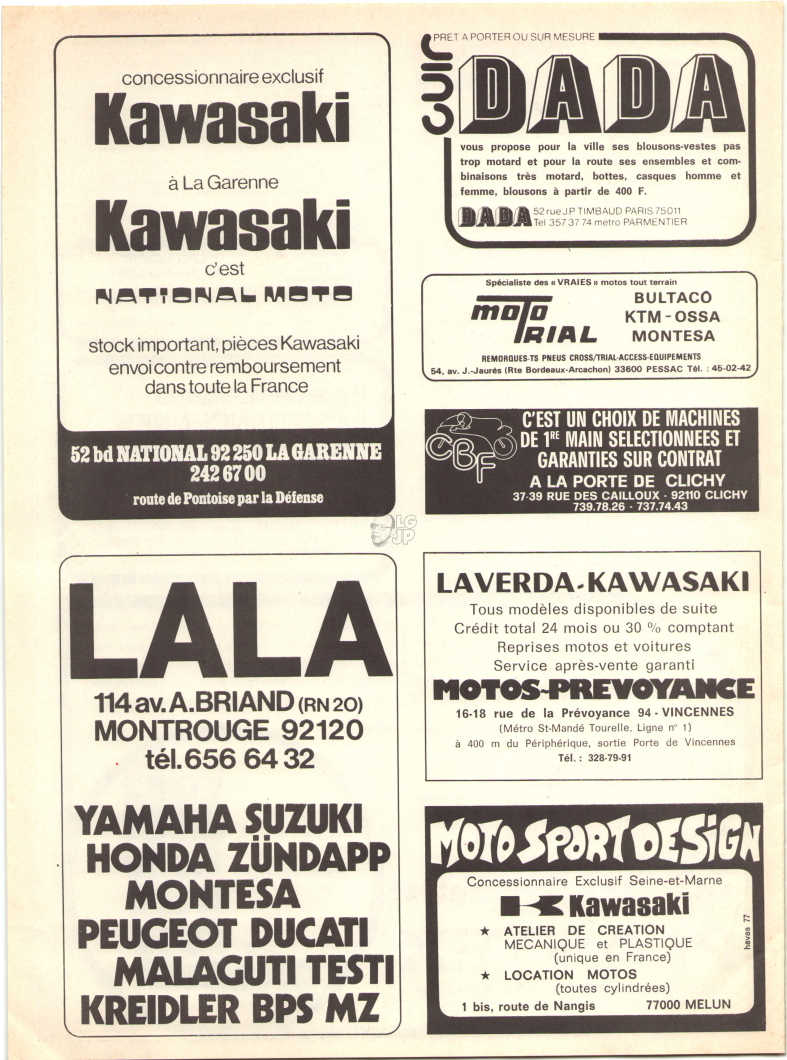 concessionnaire exclusif
Kawasaki
à La Garenne
Kawasaki
c'est
NATIONAL MOTO
stock important, pièces Kawasaki
envoi contre remboursement
dans toute la France
52 bd NATIONAL 92 250 LA GARENNE
242 67 00
route de Pontoise par la Défense
LALA
114 av. A. BRIAND (RN 20)
MONTROUGE 92120
tél. 656 64 32
YAMAHA SUZUKI
HONDA ZÜNDAPP
MONTESA
PEUGEOT DUCATI
MALAGUTI TESTI
KREIDLER BPS MZ
PRET A PORTER OU SUR MESURE
cuir
DADA
vous propose pour la ville ses blousons-vestes pas
trop motard et pour la route ses ensembles et com-
binaisons très motard, bottes, casques homme et
femme, blousons à partir de 400 F.
DADA
52 rue J.P TIMBAUD PARIS 75011
Tel 357 37 74 metro PARMENTIER
Spécialiste des « VRAIES » motos tout terrain
moto
TRIAL
BULTACO
KTM - OSSA
MONTESA
REMORQUES-TS PNEUS CROSS/TRIAL-ACCESS-EQUIPEMENTS
54, av. J.-Jaurés (Rte Bordeaux-Arcachon) 33600 PESSAC Tél. : 45-02-42
CBF
C'EST UN CHOIX DE MACHINES
DE 1RE MAIN SELECTIONNEES ET
GARANTIES SUR CONTRAT
A LA PORTE DE CLICHY
37-39 RUE DES CAILLOUX - 92110 CLICHY
739.78.26 - 737.74.43
LG
JP
LAVERDA-KAWASAKI
Tous modèles disponibles de suite
Crédit total 24 mois ou 30 % comptant
Reprises motos et voitures
Service après-vente garanti
MOTOS-PREVOYANCE
16-18 rue de la Prévoyance 94 - VINCENNES
(Métro St-Mandé Tourelle. Ligne n° 1)
à 400 m du Périphérique, sortie Porte de Vincennes
Tél. : 328-79-91
MOTO SPORT DESIGN
Concessionnaire Exclusif Seine-et-Marne
Kawasaki
★ ATELIER DE CREATION
MECANIQUE et PLASTIQUE
(unique en France)
★ LOCATION MOTOS
(toutes cylindrées)
1 bis, route de Nangis 77000 MELUN
havas 77